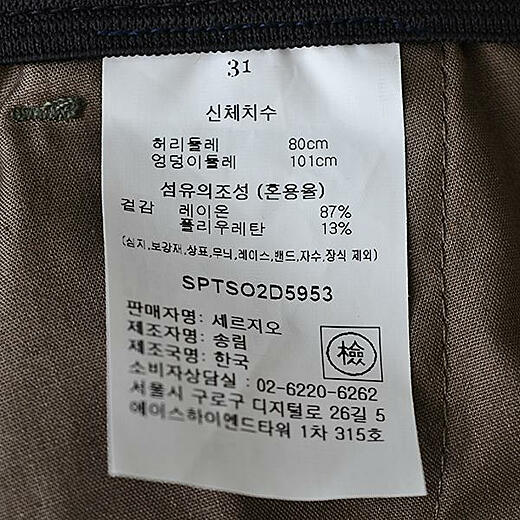 31
신체치수
허리둘레 80cm
엉덩이둘레 101cm
섬유의조성 (혼용율)
겉감 레이온 87%
폴리우레탄 13%
(심지,보강재,상표,무늬,레이스,밴드,자수,장식 제외)
SPTSO2D5953
판매자명: 세르지오
제조자명: 송림
제조국명: 한국
檢
소비자상담실 : 02-6220-6262
서울시 구로구 디지털로 26길 5
에이스하이엔드타워 1차 315호